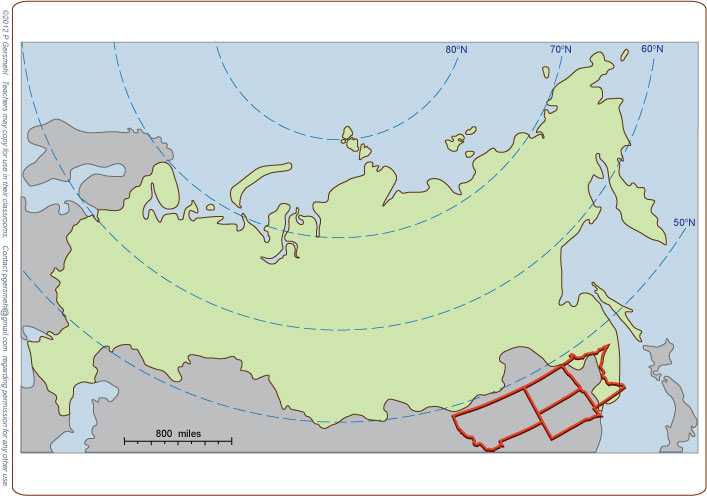 80°N
70°N
60°N
50°N
800 miles
©2012 P Gersmehl Teachers may copy for use in their classrooms. Contact pgersmehl@gmail.com regarding permission for any other use.